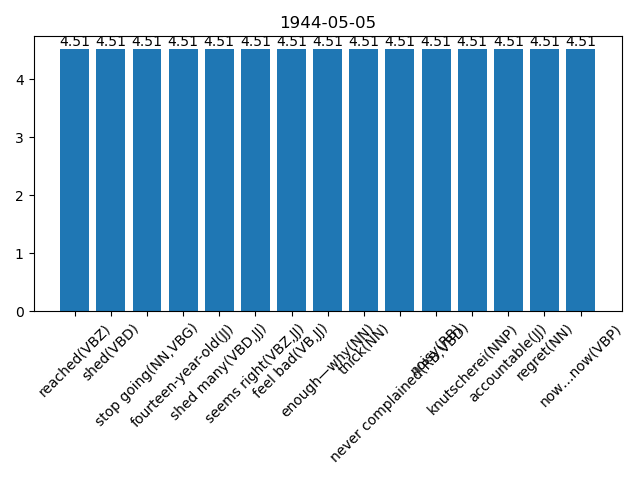 1944-05-05
4.51 4.51 4.51 4.51 4.51 4.51 4.51 4.51 4.51 4.51 4.51 4.51 4.51 4.51 4.51
4
3
2
1
0
reached(VBZ)
shed(VBD)
stop going(NN,VBG)
fourteen-year-old(JJ)
shed many(VBD,JJ)
seems right(VBZ,JJ)
feel bad(VB,JJ)
enough—why(NN)
thick(NN)
never complained(RB,VBD)
knutscherei(NNP)
accountable(JJ)
regret(NN)
now...now(VBP)